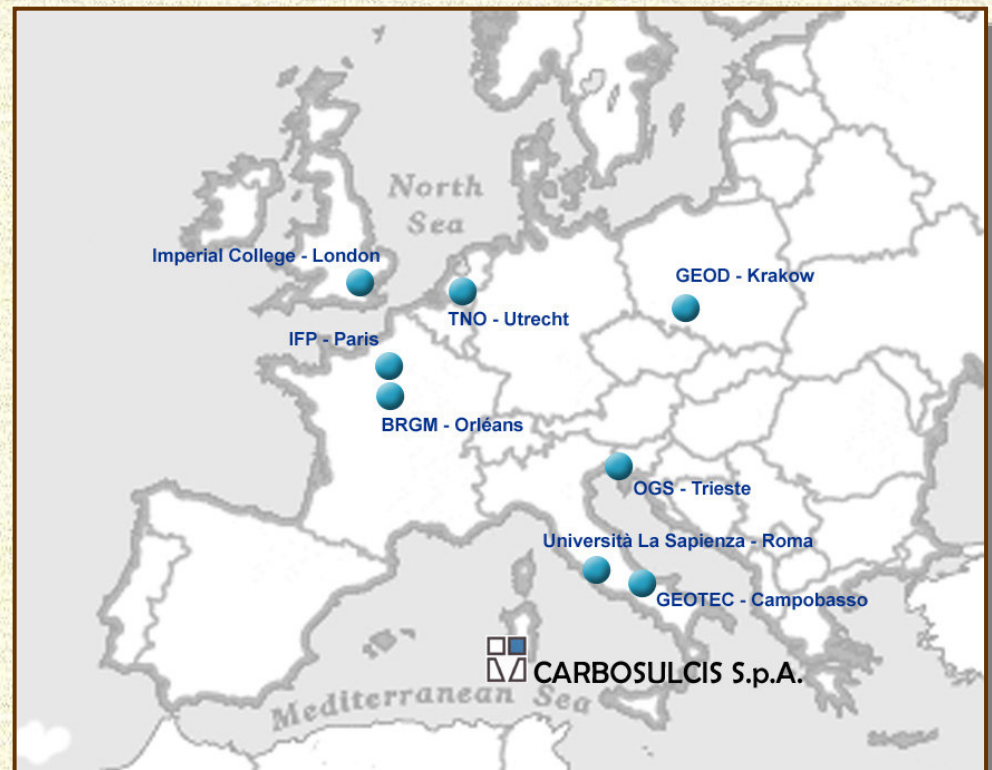 North
Sea
Imperial College - London
GEOD - Krakow
TNO - Utrecht
IFP - Paris
BRGM - Orléans
OGS - Trieste
Università La Sapienza - Roma
GEOTEC - Campobasso
CARBOSULCIS S.p.A.
Mediterranean Sea